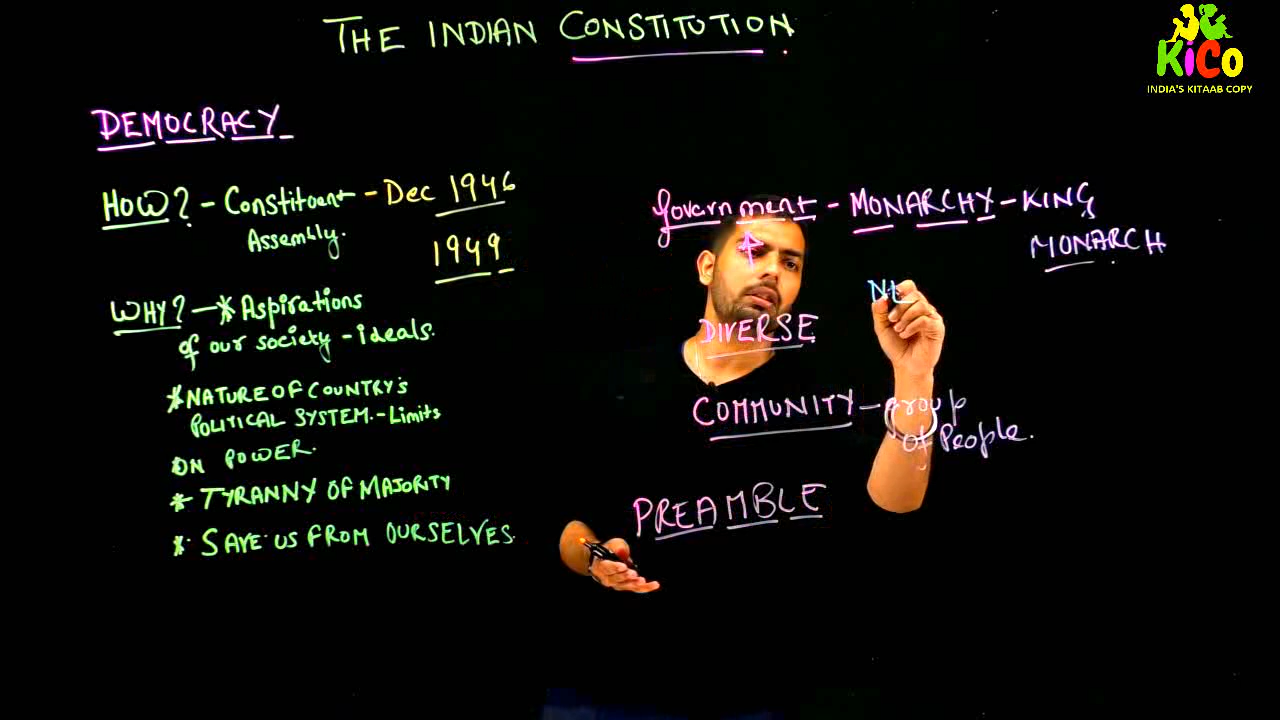 THE INDIAN CONSTITUTION
KiCo
INDIA'S KITAAB COPY
DEMOCRACY
HOW? - Constituent - Dec 1946
Assembly.
1949
WHY? - * Aspirations
of our society - ideals.
* NATURE OF COUNTRY'S
POLITICAL SYSTEM. - Limits
ON POWER.
* TYRANNY OF MAJORITY
* SAVE US FROM OURSELVES.
Government - MONARCHY - KING
MONARCH
DIVERSE
COMMUNITY - group
of People.
PREAMBLE